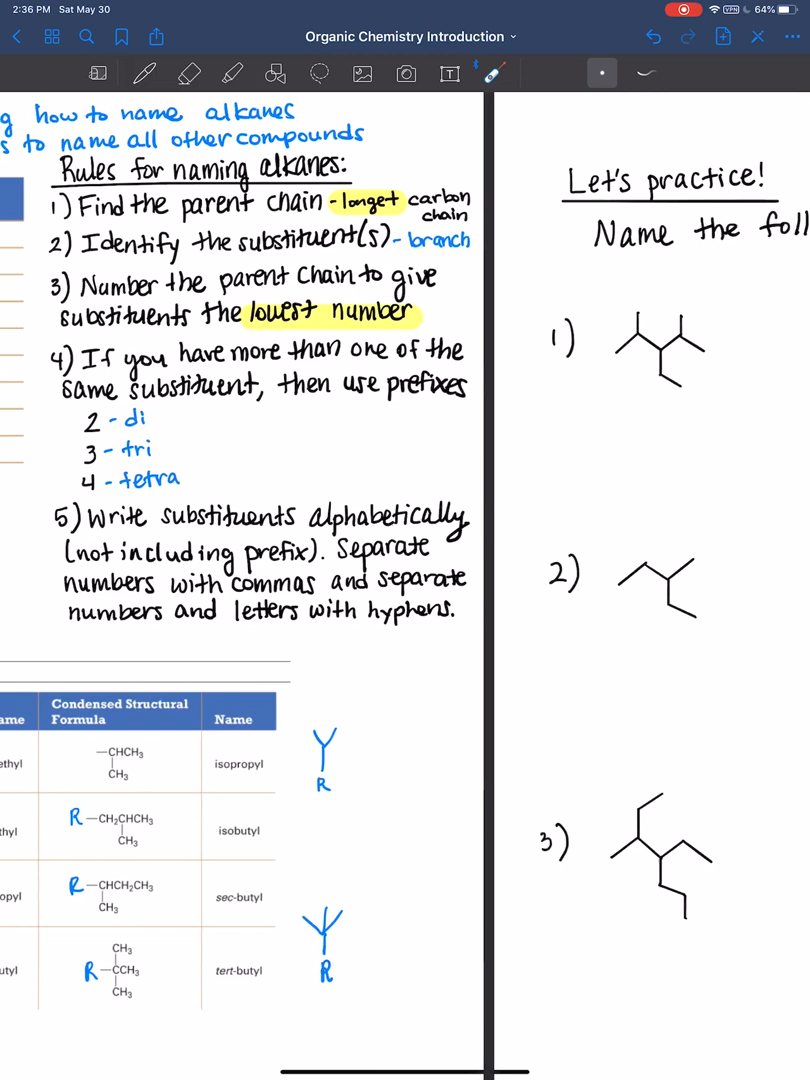 2:36 PM Sat May 30
VPN 64%
Organic Chemistry Introduction
T
g how to name alkanes
s to name all other compounds
Rules for naming alkanes:
1) Find the parent chain - longet carbon
chain
2) Identify the substituent(s) - branch
3) Number the parent chain to give
substituents the lowest number
4) If you have more than one of the
same substituent, then use prefixes
2 - di
3 - tri
4 - tetra
5) Write substituents alphabetically
(not including prefix). Separate
numbers with commas and separate
numbers and letters with hyphens.
ame
Condensed Structural
Formula
Name
ethyl
—CHCH₃
CH₃
isopropyl
R
thyl
R —CH₂CHCH₃
CH₃
isobutyl
opyl
R —CHCH₂CH₃
CH₃
sec-butyl
utyl
CH₃
R —CCH₃
CH₃
tert-butyl
R
Let's practice!
Name the foll
1)
2)
3)